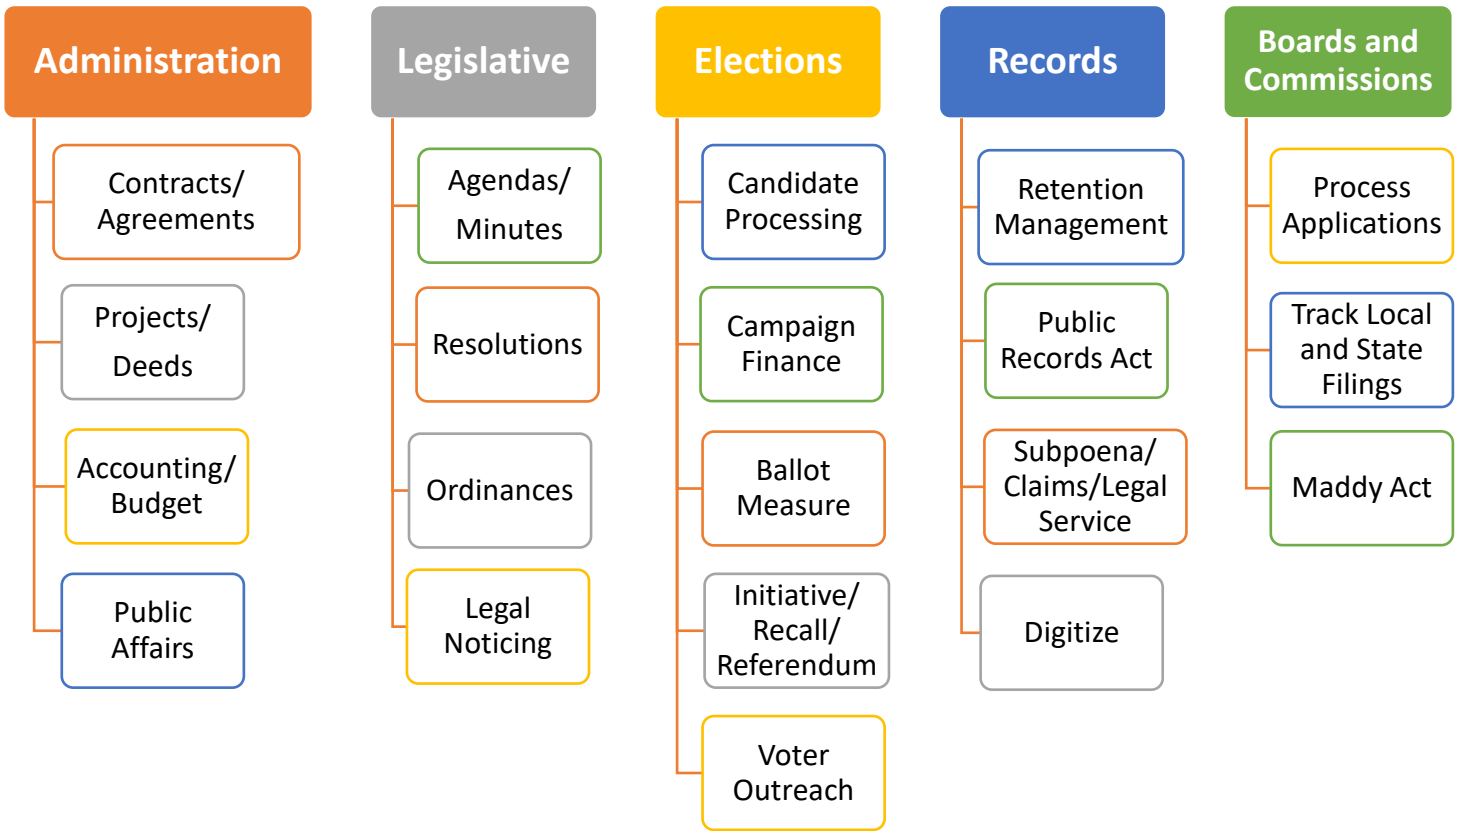 Administration
Contracts/
Agreements
Projects/
Deeds
Accounting/
Budget
Public
Affairs
Legislative
Agendas/
Minutes
Resolutions
Ordinances
Legal
Noticing
Elections
Candidate
Processing
Campaign
Finance
Ballot
Measure
Initiative/
Recall/
Referendum
Voter
Outreach
Records
Retention
Management
Public
Records Act
Subpoena/
Claims/Legal
Service
Digitize
Boards and
Commissions
Process
Applications
Track Local
and State
Filings
Maddy Act